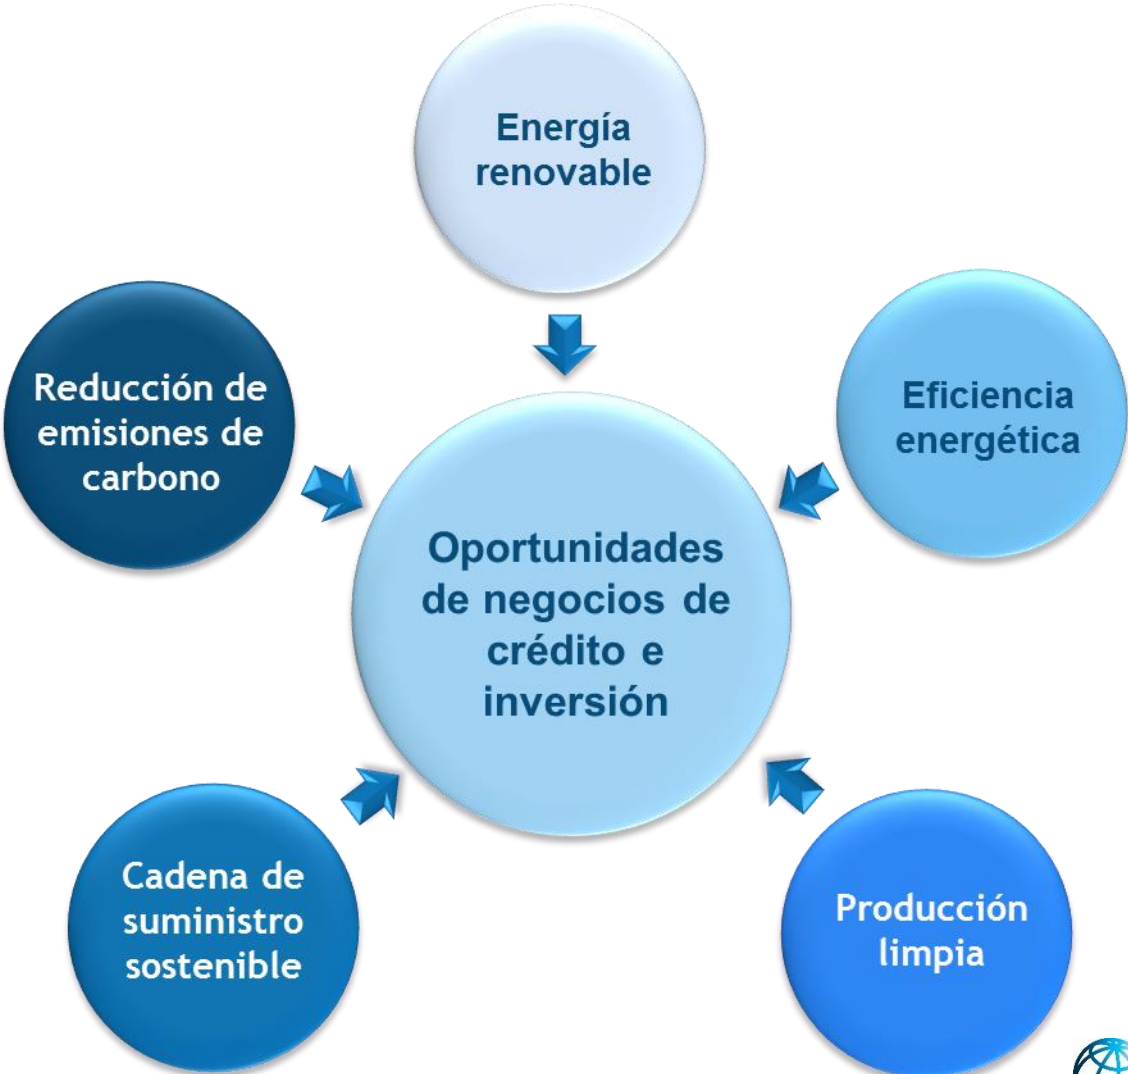 Energía
renovable
Eficiencia
energética
Reducción de
emisiones de
carbono
Oportunidades
de negocios de
crédito e
inversión
Cadena de
suministro
sostenible
Producción
limpia